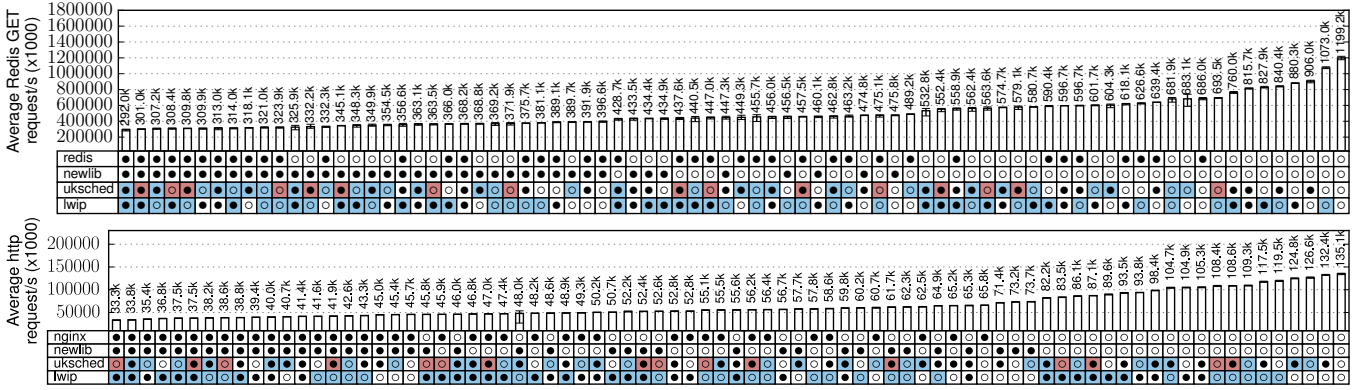 Average Redis GET
request/s (x1000)
1800000
1600000
1400000
1200000
1000000
800000
600000
400000
200000
292.0k 301.0k 307.2k 308.4k 309.8k 309.9k 313.0k 314.0k 318.1k 321.0k 323.9k 325.9k 332.2k 332.3k 345.1k 348.3k 349.9k 354.5k 356.6k 363.1k 363.5k 366.0k 368.2k 368.8k 369.2k 371.9k 375.7k 381.1k 389.1k 389.7k 391.9k 396.6k 428.7k 433.5k 434.4k 434.9k 437.6k 440.5k 447.0k 447.3k 449.3k 455.7k 456.0k 456.5k 457.5k 460.1k 462.8k 463.2k 474.8k 475.1k 475.8k 489.2k 532.8k 552.4k 558.9k 562.4k 563.6k 574.7k 579.1k 580.7k 590.4k 596.7k 601.7k 604.3k 618.1k 626.6k 639.4k 681.9k 683.1k 686.0k 693.5k 760.0k 815.7k 827.9k 840.4k 880.3k 906.0k 1073.0k 1199.2k
redis
newlib
uksched
lwip
Average http
request/s (x1000)
200000
150000
100000
50000
33.3k 33.8k 35.4k 36.8k 37.5k 37.5k 38.2k 38.6k 38.8k 39.4k 40.0k 40.7k 41.4k 41.6k 41.9k 42.6k 43.3k 45.0k 45.4k 45.7k 45.8k 45.9k 46.0k 46.8k 47.0k 47.4k 48.0k 48.2k 48.6k 48.9k 49.3k 50.2k 50.7k 52.2k 52.4k 52.6k 52.8k 52.8k 55.1k 55.5k 55.6k 56.2k 56.4k 56.7k 57.7k 57.8k 58.6k 59.8k 60.2k 60.7k 61.7k 62.3k 62.5k 64.9k 65.2k 65.3k 65.8k 71.4k 73.2k 73.7k 82.2k 83.5k 86.1k 87.1k 89.6k 93.5k 93.8k 98.4k 104.7k 104.9k 105.3k 108.4k 108.6k 109.3k 117.5k 119.5k 124.8k 126.6k 132.4k 135.1k
nginx
newlib
uksched
lwip